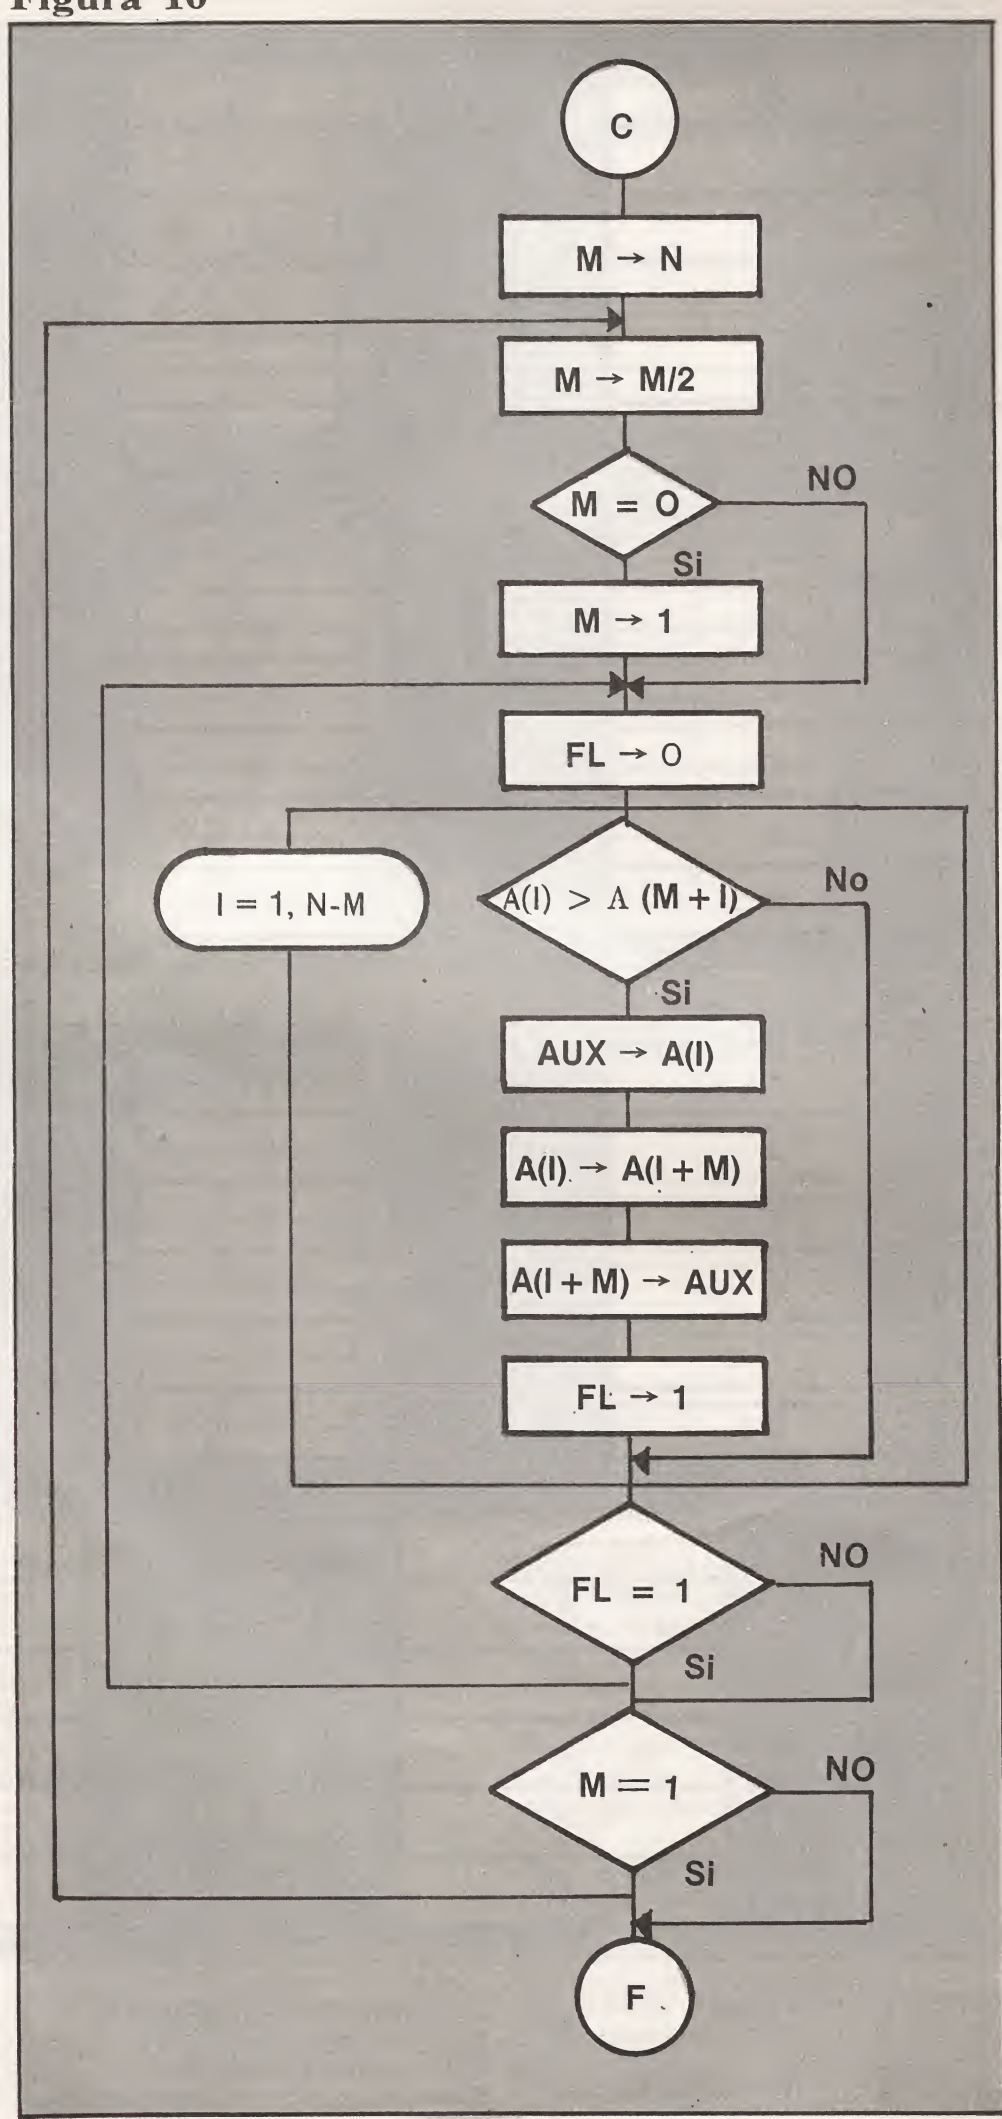 Figura 10
C
M → N
M → M/2
M = O
NO
Si
M → 1
FL → O
I = 1, N-M
A(I) > Λ (M + I)
No
Si
AUX → A(I)
A(I) → A(I + M)
A(I + M) → AUX
FL → 1
FL = 1
NO
Si
M = 1
NO
Si
F